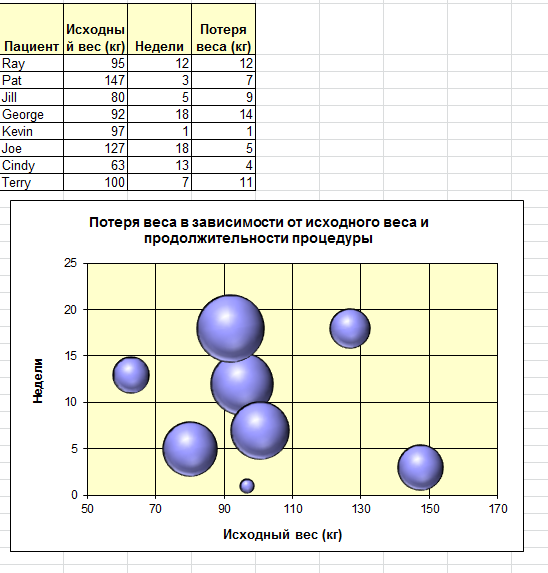 Исходны Потеря
Пациент й вес (кг) Недели веса (кг)
Ray 95 12 12
Pat 147 3 7
Jill 80 5 9
George 92 18 14
Kevin 97 1 1
Joe 127 18 5
Cindy 63 13 4
Terry 100 7 11
Потеря веса в зависимости от исходного веса и
продолжительности процедуры
25
20
15
10
5
0
Недели
50 70 90 110 130 150 170
Исходный вес (кг)